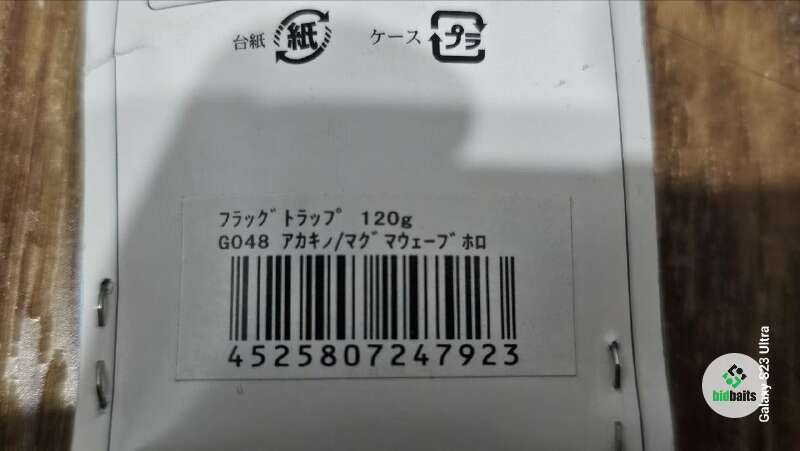 台紙 紙 ケース プラ
ﾌﾗｯｸﾞﾄﾗｯﾌﾟ 120g
G048 ｱｶｷﾝ/ﾏｸﾞﾏｳｪｰﾌﾞﾎﾛ
4525807247923
bidbaits
Galaxy S23 Ultra